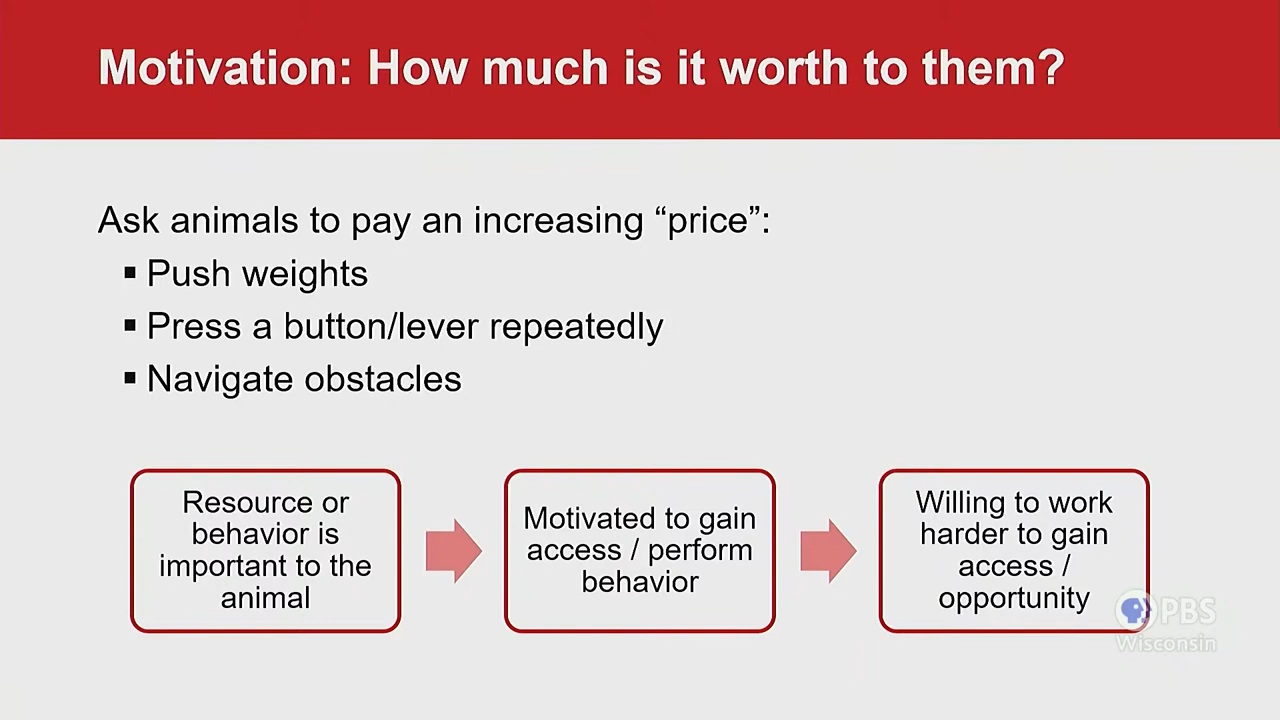 Motivation: How much is it worth to them?
Ask animals to pay an increasing “price”:
▪ Push weights
▪ Press a button/lever repeatedly
▪ Navigate obstacles
Resource or
behavior is
important to the
animal
Motivated to gain
access / perform
behavior
Willing to work
harder to gain
access /
opportunity
PBS
Wisconsin